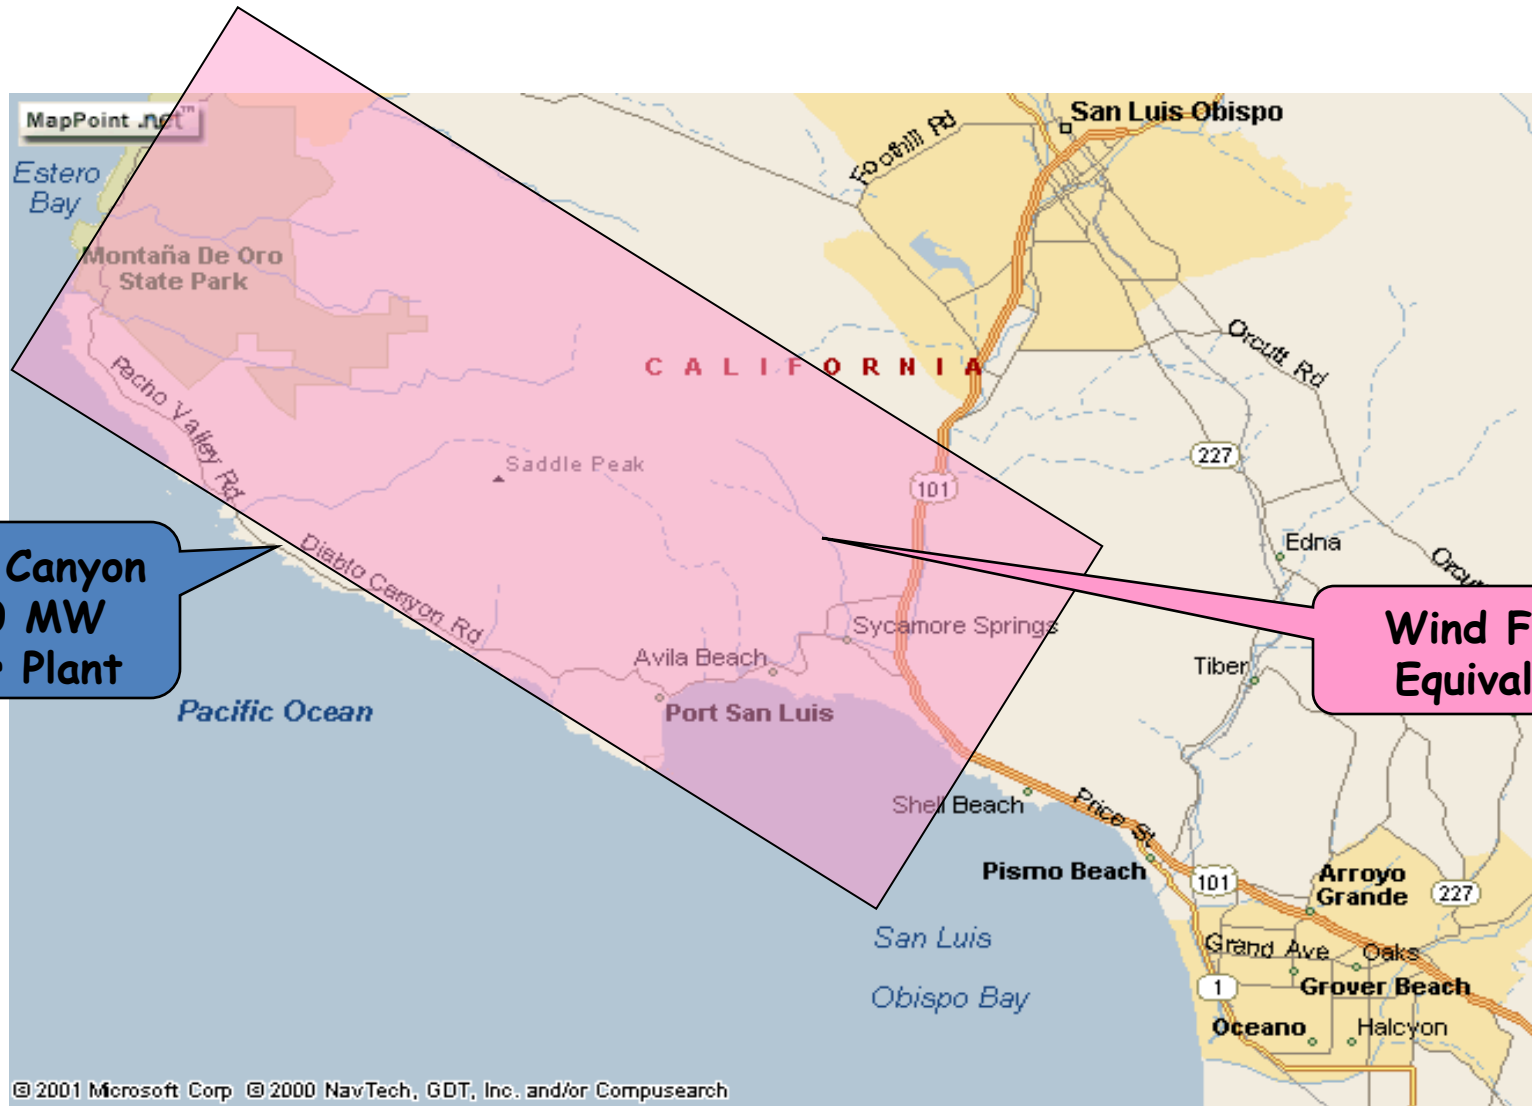 MapPoint .net™
San Luis Obispo
Foothill Rd
Estero
Bay
Montaña De Oro
State Park
CALIFORNIA
Orcutt Rd
Pecho Valley Rd
Saddle Peak
227
101
Canyon
MW
Plant
Diablo Canyon Rd
Edna
Wind
Equival
Sycamore Springs
Avila Beach
Tiber
Pacific Ocean
Port San Luis
Shell Beach
Price St
Pismo Beach
101
Arroyo
Grande
227
San Luis
Obispo Bay
Grand Ave
Oaks
1
Grover Beach
Oceano
Halcyon
© 2001 Microsoft Corp © 2000 NavTech, GDT, Inc. and/or Compusearch